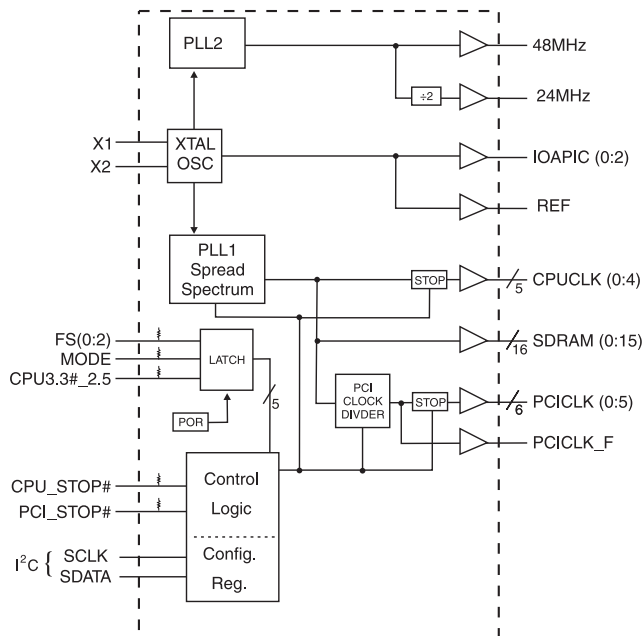 PLL2
48MHz
÷2
24MHz
X1
X2
XTAL
OSC
IOAPIC (0:2)
REF
PLL1
Spread
Spectrum
STOP
5
CPUCLK (0:4)
FS(0:2)
MODE
CPU3.3#_2.5
LATCH
16
SDRAM (0:15)
POR
5
PCI
CLOCK
DIVDER
STOP
6
PCICLK (0:5)
PCICLK_F
CPU_STOP#
PCI_STOP#
Control
Logic
I²C { SCLK
SDATA
Config.
Reg.